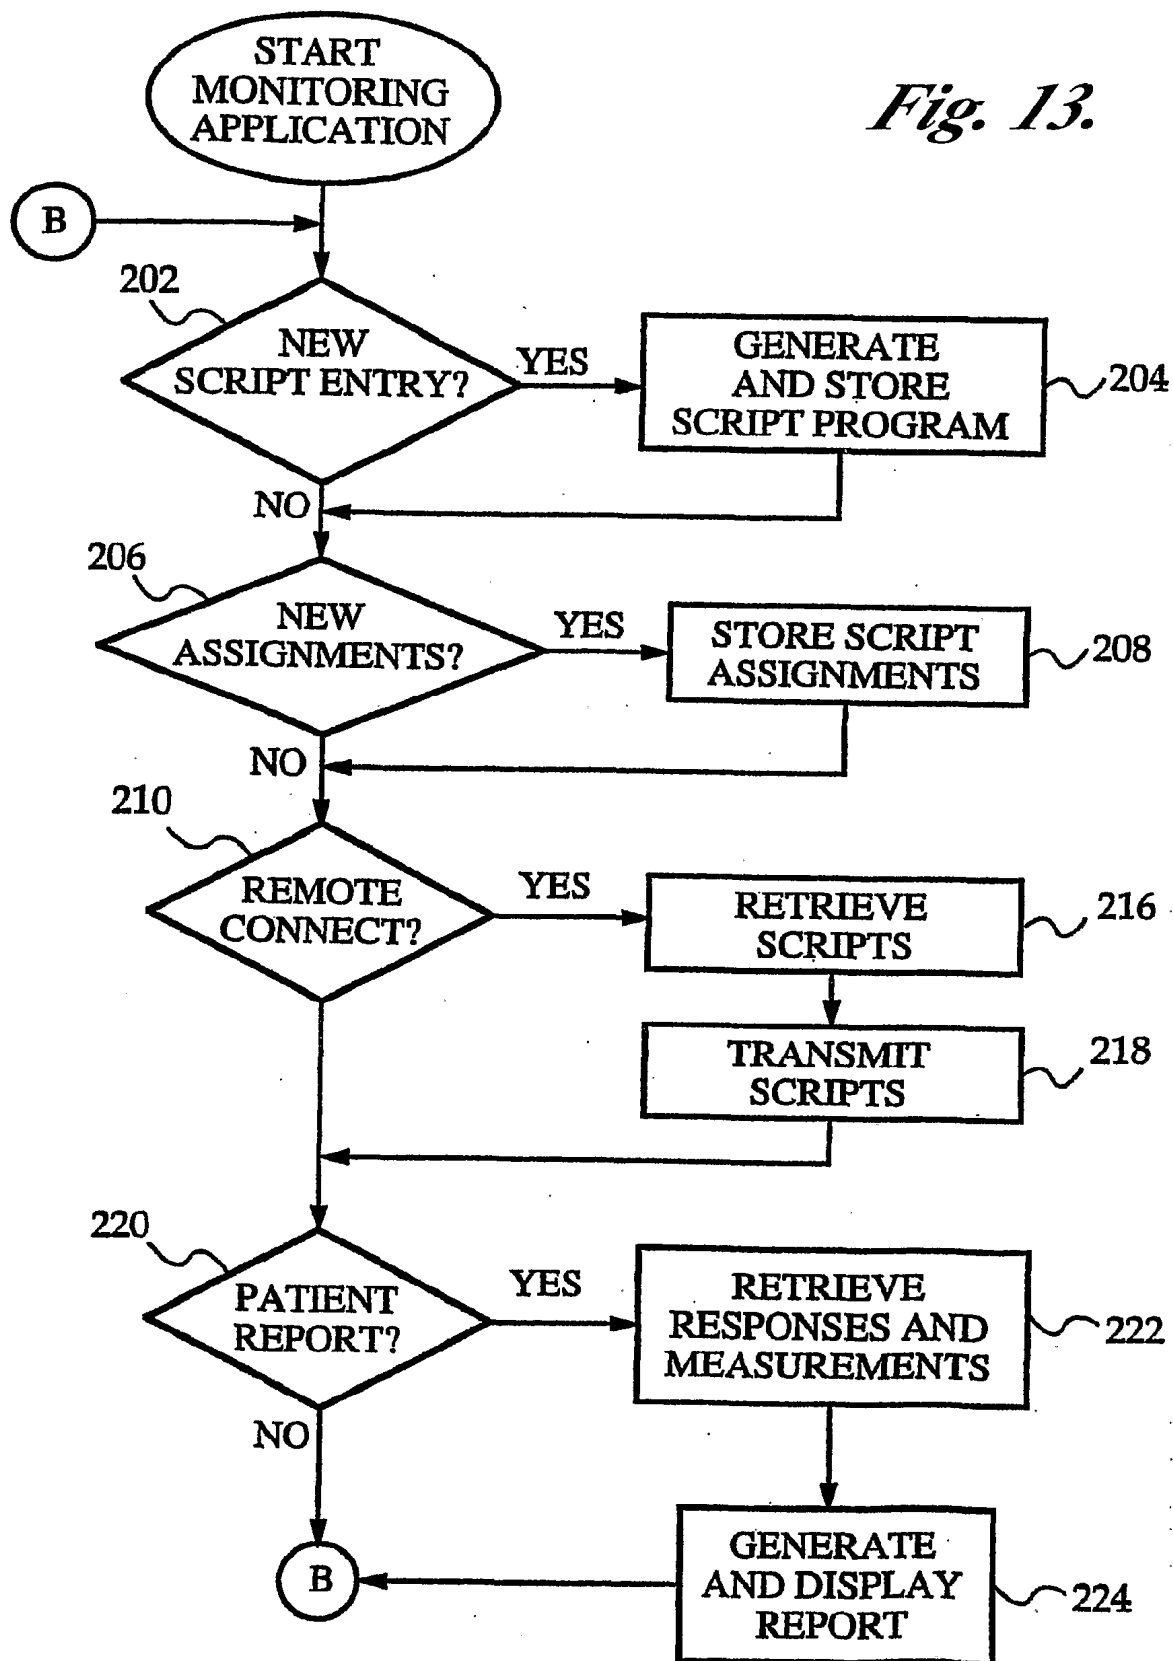 START
MONITORING
APPLICATION
Fig. 13.
B
202
NEW
SCRIPT ENTRY?
YES
GENERATE
AND STORE
SCRIPT PROGRAM
204
NO
206
NEW
ASSIGNMENTS?
YES
STORE SCRIPT
ASSIGNMENTS
208
NO
210
REMOTE
CONNECT?
YES
RETRIEVE
SCRIPTS
216
TRANSMIT
SCRIPTS
218
220
PATIENT
REPORT?
YES
RETRIEVE
RESPONSES AND
MEASUREMENTS
222
NO
B
GENERATE
AND DISPLAY
REPORT
224